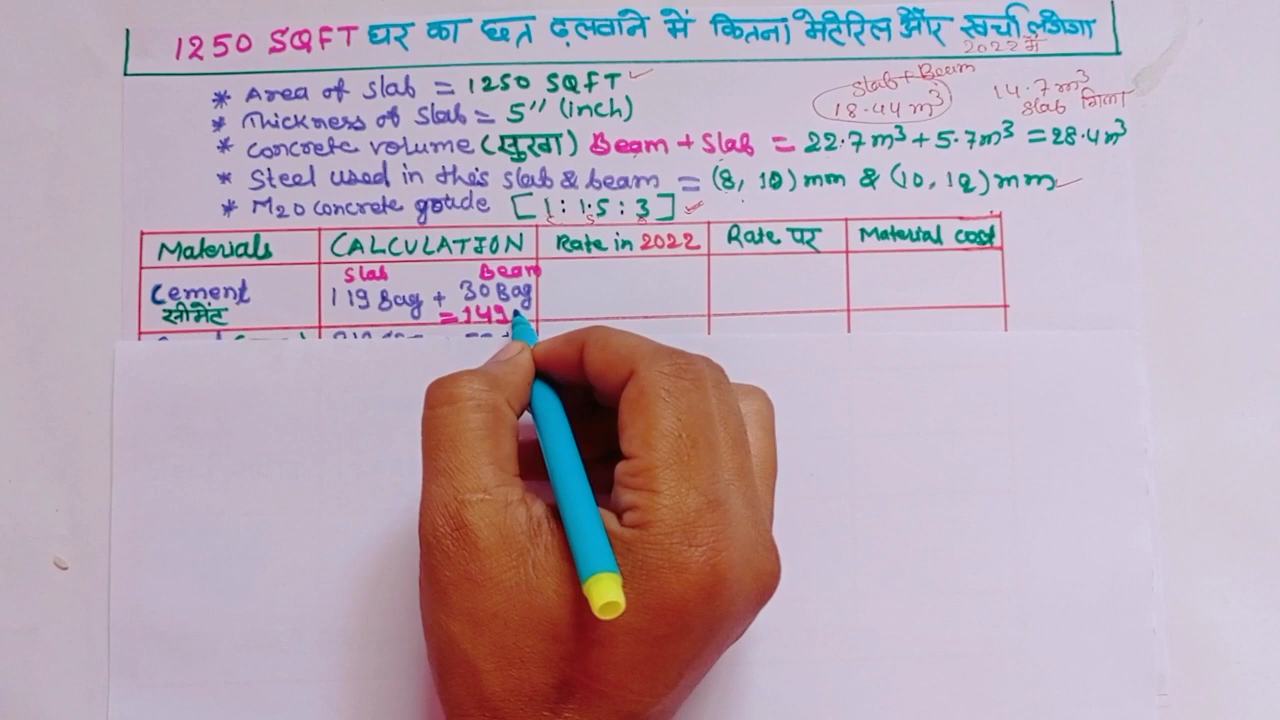 1250 SQFT घर का छत ढ़लवाने में कितना मेटेरिल और खर्चा लगेगा
2022 में
* Area of slab = 1250 SQFT
* Thickness of slab = 5" (inch)
slab + Beam
18.44 m³
14.7 m³
slab गिला
* Concrete volume (सुखा) Beam + Slab = 22.7 m³ + 5.7 m³ = 28.4 m³
* Steel used in this slab & beam = (8, 10) mm & (10, 12) mm
* M20 concrete grade [1 : 1.5 : 3]
Materials CALCULATION Rate in 2022 Rate पर Material cost
Slab Beam
Cement 119 Bag + 30 Bag
सीमेंट = 149